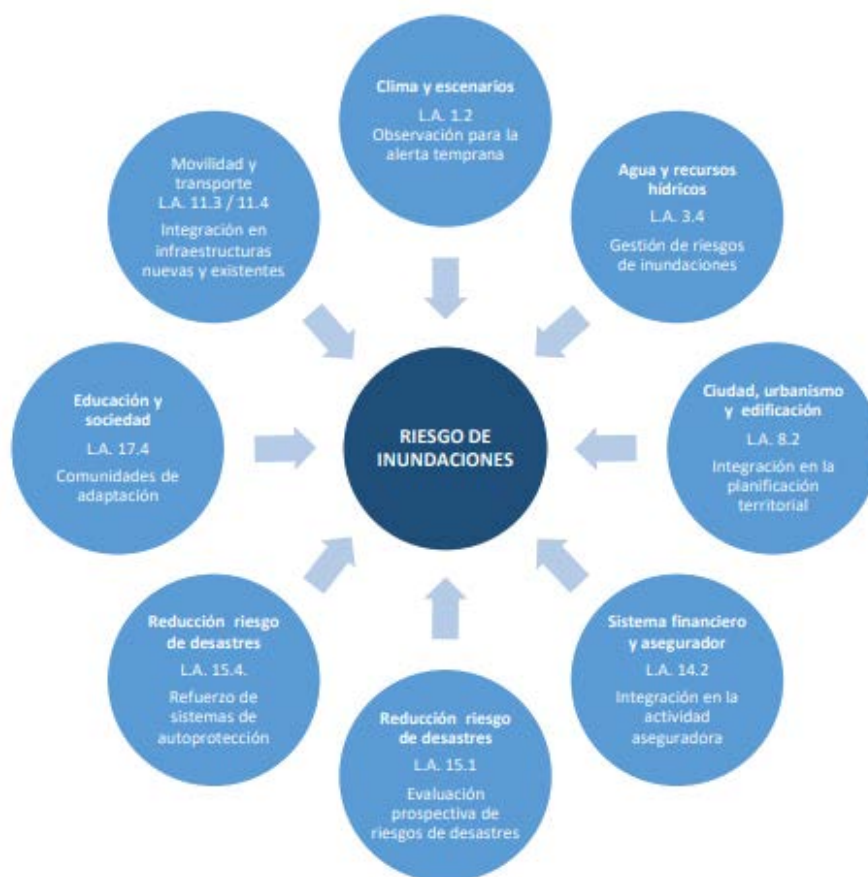 Clima y escenarios
L.A. 1.2
Observación para la
alerta temprana
Agua y recursos
hídricos
L.A. 3.4
Gestión de riesgos
de inundaciones
Ciudad, urbanismo
y edificación
L.A. 8.2
Integración en la
planificación
territorial
Sistema financiero
y asegurador
L.A. 14.2
Integración en la
actividad
aseguradora
Reducción riesgo
de desastres
L.A. 15.1
Evaluación
prospectiva de
riesgos de desastres
Reducción riesgo
de desastres
L.A. 15.4.
Refuerzo de
sistemas de
autoprotección
Educación y
sociedad
L.A. 17.4
Comunidades de
adaptación
Movilidad y
transporte
L.A. 11.3 / 11.4
Integración en
infraestructuras
nuevas y existentes
RIESGO DE
INUNDACIONES